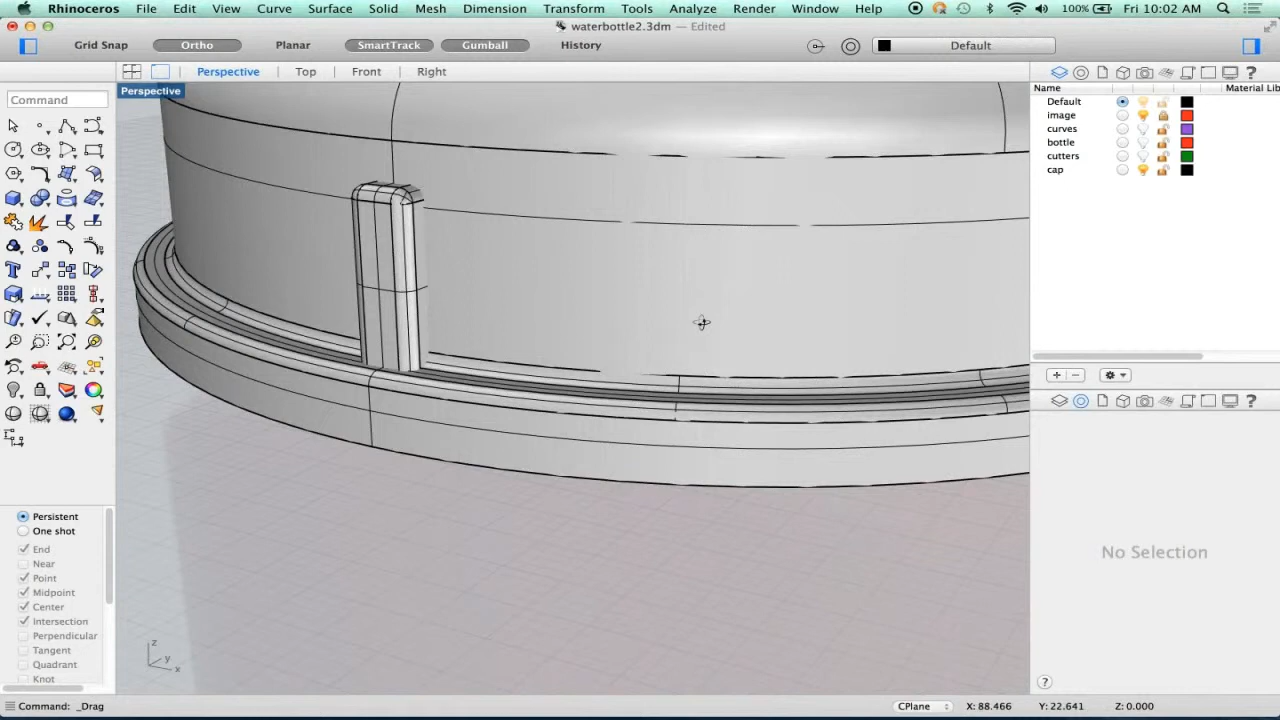 Rhinoceros File Edit View Curve Surface Solid Mesh Dimension Transform Tools Analyze Render Window Help 100% Fri 10:02 AM
waterbottle2.3dm — Edited
Grid Snap Ortho Planar SmartTrack Gumball History Default
Perspective Top Front Right
Perspective
Name Material Lib
Command
Default
image
curves
bottle
cutters
cap
Persistent
One shot
End
Near
Point
Midpoint
Center
Intersection
Perpendicular
Tangent
Quadrant
Knot
No Selection
z
y
x
Command: _Drag CPlane X: 88.466 Y: 22.641 Z: 0.000